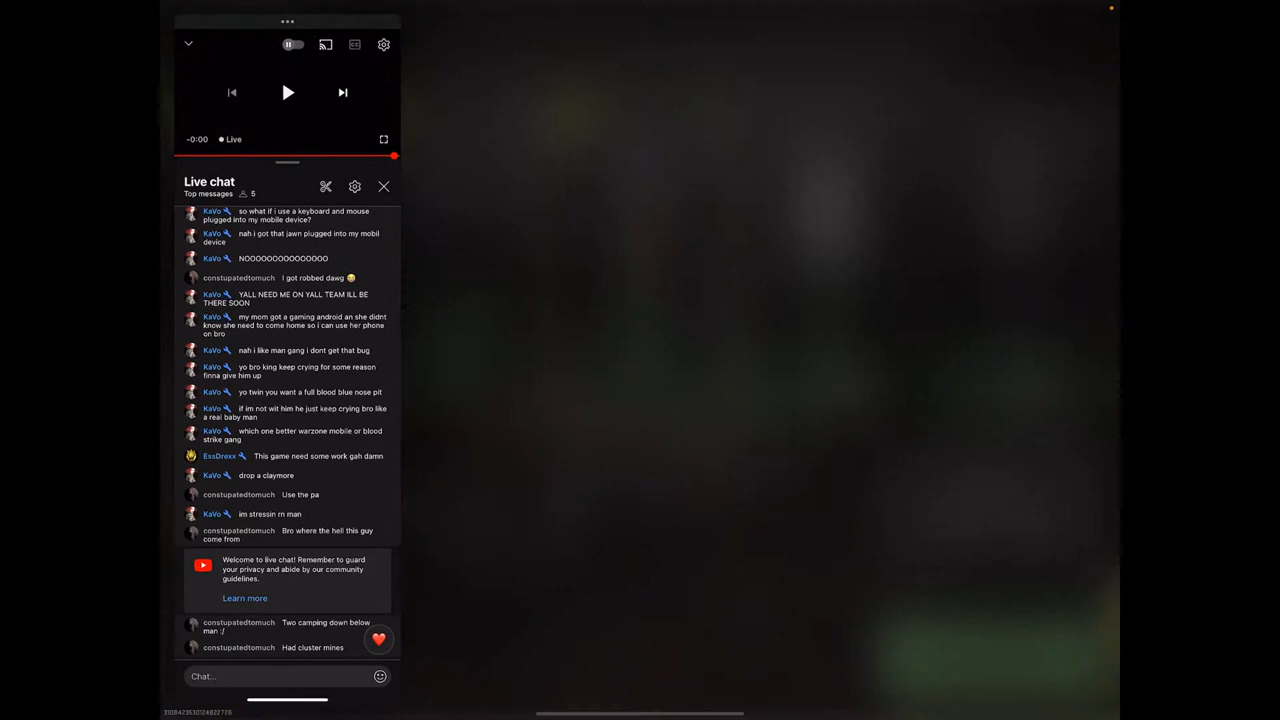 -0:00 Live
Live chat
Top messages 5
KaVo so what if i use a keyboard and mouse
plugged into my mobile device?
KaVo nah i got that jawn plugged into my mobil
device
KaVo NOOOOOOOOOOOOOOO
constupatedtomuch I got robbed dawg 😂
KaVo YALL NEED ME ON YALL TEAM ILL BE
THERE SOON
KaVo my mom got a gaming android an she didnt
know she need to come home so i can use her phone
on bro
KaVo nah i like man gang i dont get that bug
KaVo yo bro king keep crying for some reason
finna give him up
KaVo yo twin you want a full blood blue nose pit
KaVo if im not wit him he just keep crying bro like
a real baby man
KaVo which one better warzone mobile or blood
strike gang
EssDrexx This game need some work gah damn
KaVo drop a claymore
constupatedtomuch Use the pa
KaVo im stressin rn man
constupatedtomuch Bro where the hell this guy
come from
Welcome to live chat! Remember to guard
your privacy and abide by our community
guidelines.
Learn more
constupatedtomuch Two camping down below
man :/
constupatedtomuch Had cluster mines
Chat...